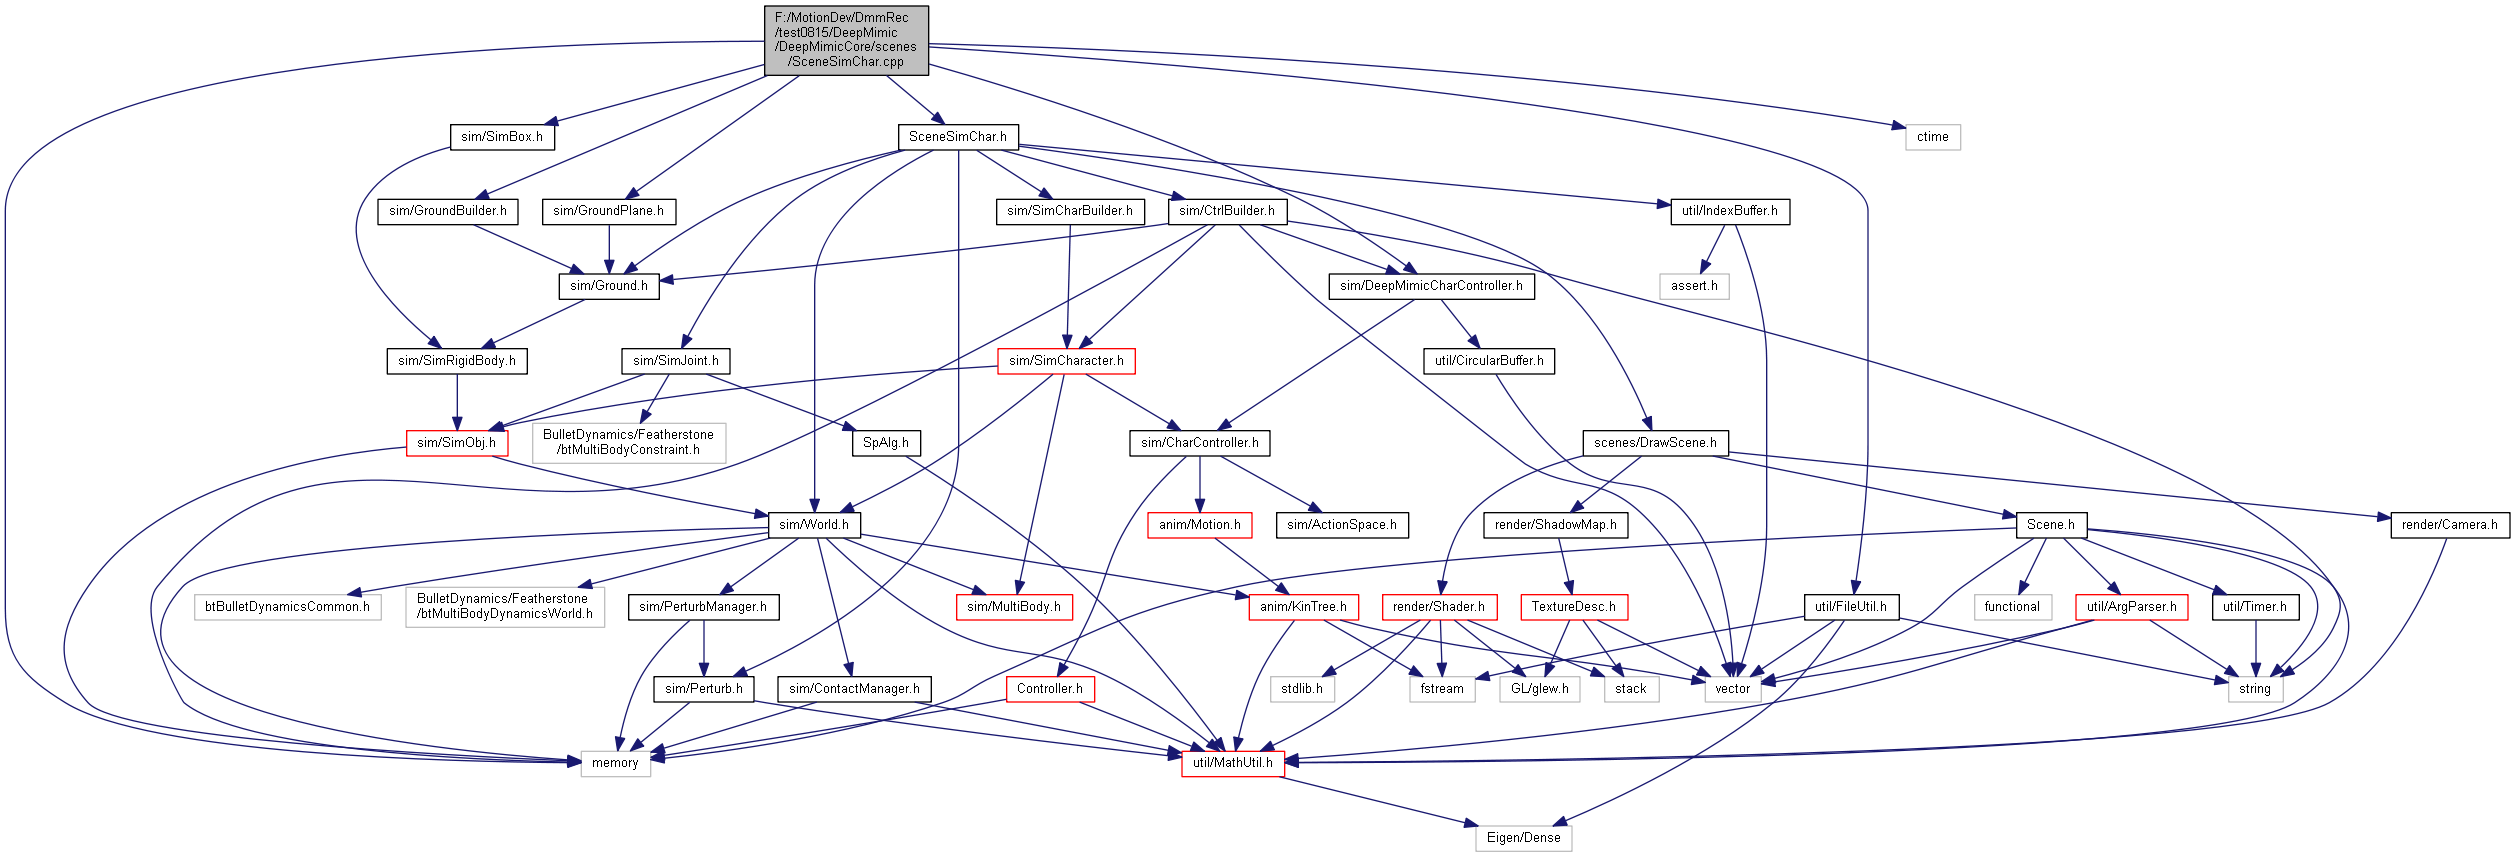 F:/MotionDev/DmmRec
/test0815/DeepMimic
/DeepMimicCore/scenes
/SceneSimChar.cpp
sim/SimBox.h
SceneSimChar.h
ctime
sim/GroundBuilder.h
sim/GroundPlane.h
sim/SimCharBuilder.h
sim/CtrlBuilder.h
util/IndexBuffer.h
sim/Ground.h
sim/DeepMimicCharController.h
assert.h
sim/SimRigidBody.h
sim/SimJoint.h
sim/SimCharacter.h
util/CircularBuffer.h
sim/SimObj.h
BulletDynamics/Featherstone
/btMultiBodyConstraint.h
SpAlg.h
sim/CharController.h
scenes/DrawScene.h
sim/World.h
anim/Motion.h
sim/ActionSpace.h
render/ShadowMap.h
Scene.h
render/Camera.h
btBulletDynamicsCommon.h
BulletDynamics/Featherstone
/btMultiBodyDynamicsWorld.h
sim/PerturbManager.h
sim/MultiBody.h
anim/KinTree.h
render/Shader.h
TextureDesc.h
util/FileUtil.h
functional
util/ArgParser.h
util/Timer.h
sim/Perturb.h
sim/ContactManager.h
Controller.h
stdlib.h
fstream
GL/glew.h
stack
vector
string
memory
util/MathUtil.h
Eigen/Dense